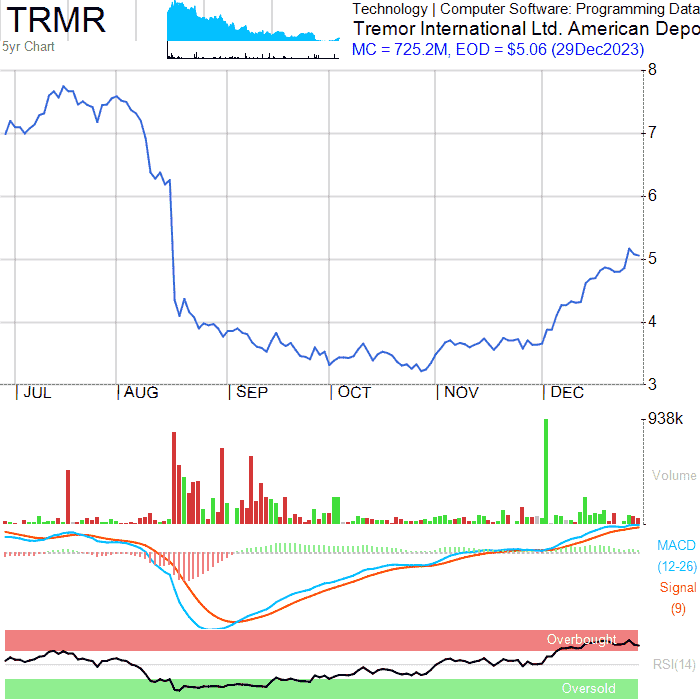 TRMR
5yr Chart
Technology | Computer Software: Programming Data
Tremor International Ltd. American Depo
MC = 725.2M, EOD = $5.06 (29Dec2023)
8
7
6
5
4
3
JUL AUG SEP OCT NOV DEC
938k
Volume
MACD
(12-26)
Signal
(9)
Overbought
RSI(14)
Oversold